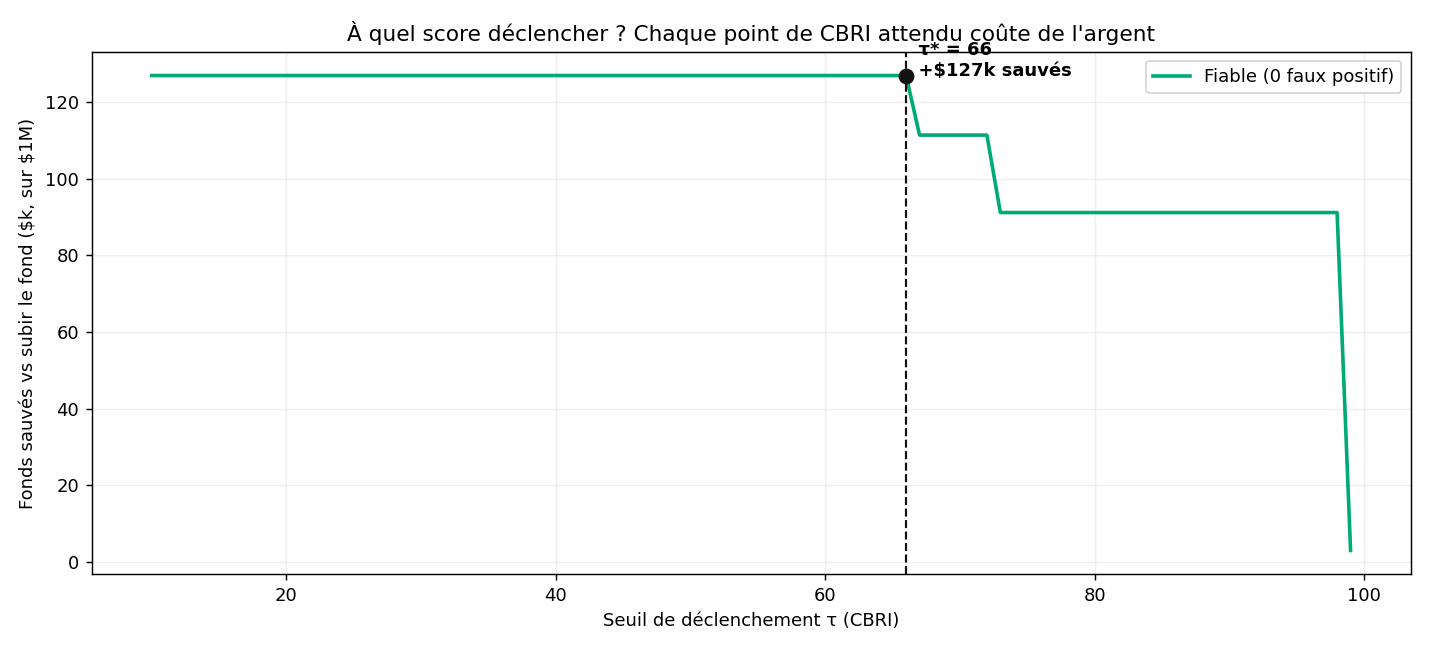 À quel score déclencher ? Chaque point de CBRI attendu coûte de l'argent
τ* = 66
+$127k sauvés
Fiable (0 faux positif)
Fonds sauvés vs subir le fond ($k, sur $1M)
120
100
80
60
40
20
0
20 40 60 80 100
Seuil de déclenchement τ (CBRI)